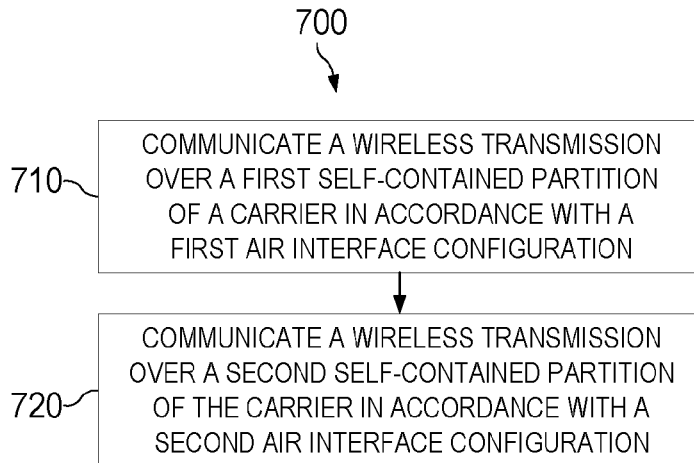 700
710
COMMUNICATE A WIRELESS TRANSMISSION
OVER A FIRST SELF-CONTAINED PARTITION
OF A CARRIER IN ACCORDANCE WITH A
FIRST AIR INTERFACE CONFIGURATION
720
COMMUNICATE A WIRELESS TRANSMISSION
OVER A SECOND SELF-CONTAINED PARTITION
OF THE CARRIER IN ACCORDANCE WITH A
SECOND AIR INTERFACE CONFIGURATION